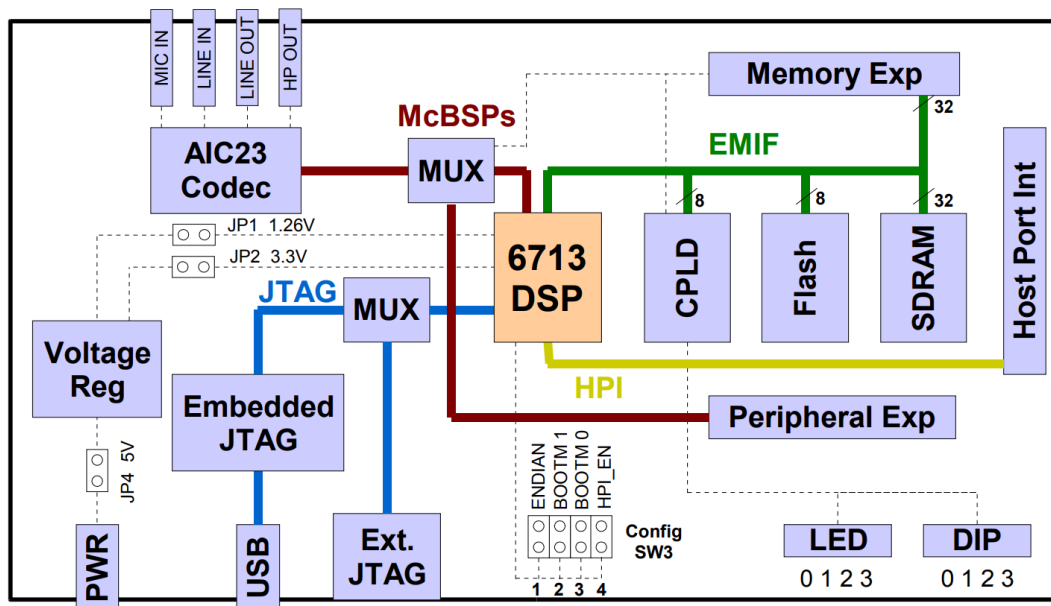 MIC IN
LINE IN
LINE OUT
HP OUT
Memory Exp
32
McBSPs
AIC23
Codec
MUX
EMIF
Host Port Int
8
8
32
JP1 1.26V
JP2 3.3V
6713
DSP
CPLD
Flash
SDRAM
JTAG
MUX
Voltage
Reg
HPI
Embedded
JTAG
Peripheral Exp
JP4 5V
ENDIAN
BOOTM 1
BOOTM 0
HPI_EN
Config
SW3
PWR
USB
Ext.
JTAG
1 2 3 4
LED
DIP
0 1 2 3
0 1 2 3